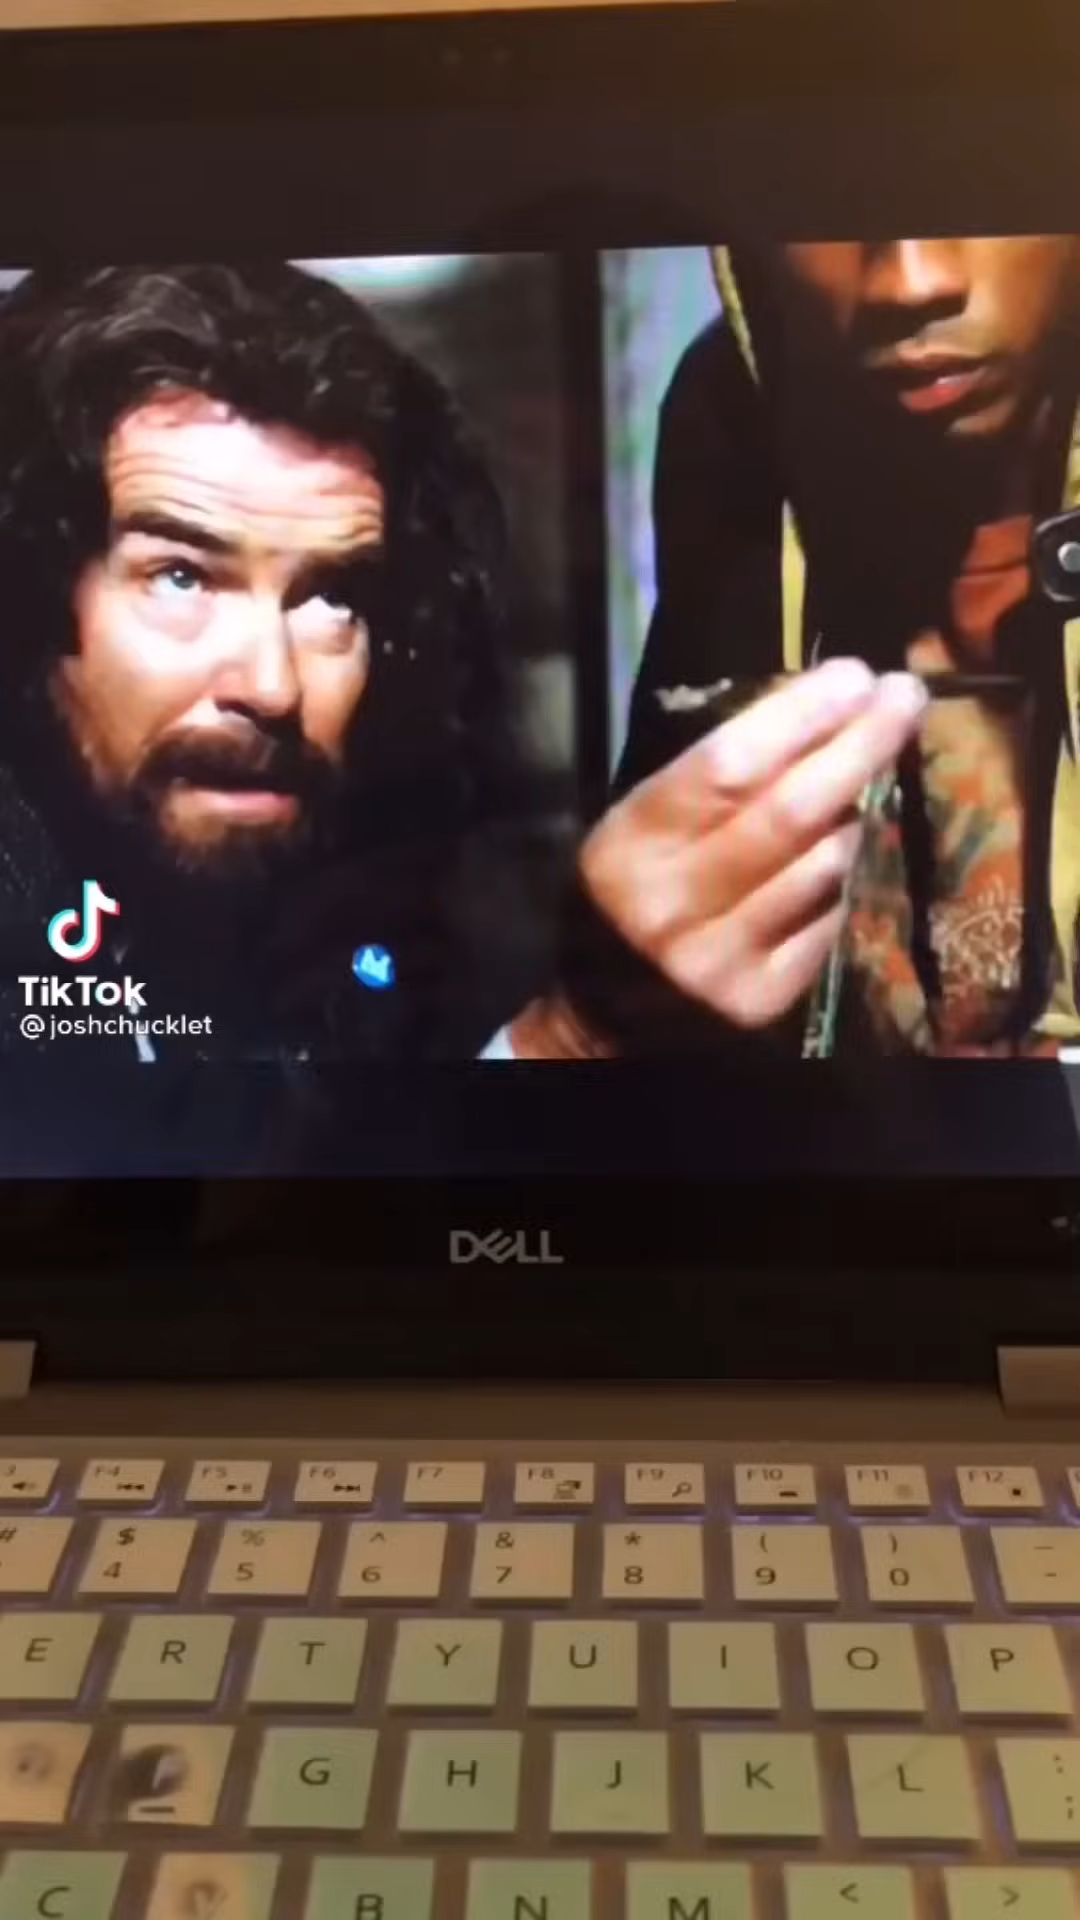 TikTok
@joshchucklet
DELL
F4
F5
F6
F7
F8
F9
F10
F11
F12
#
$
4
%
5
^
6
&
7
*
8
(
9
)
0
-
E
R
T
Y
U
I
O
P
G
H
J
K
L
:
;
C
B
N
M
<
>